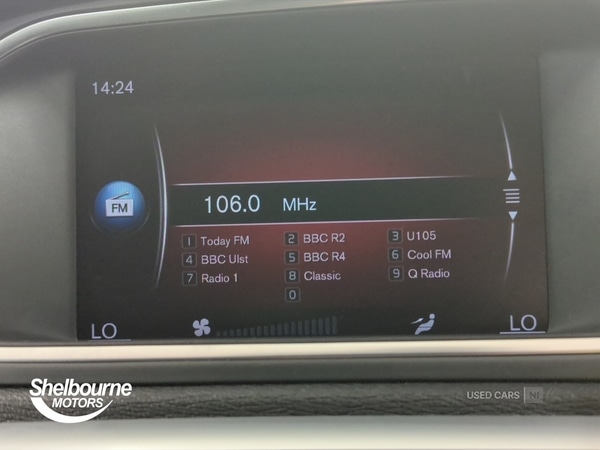 14:24
FM
106.0 MHz
1 Today FM 2 BBC R2 3 U105
4 BBC Ulst 5 BBC R4 6 Cool FM
7 Radio 1 8 Classic 9 Q Radio
0
LO LO
Shelbourne
MOTORS
USED CARS NI